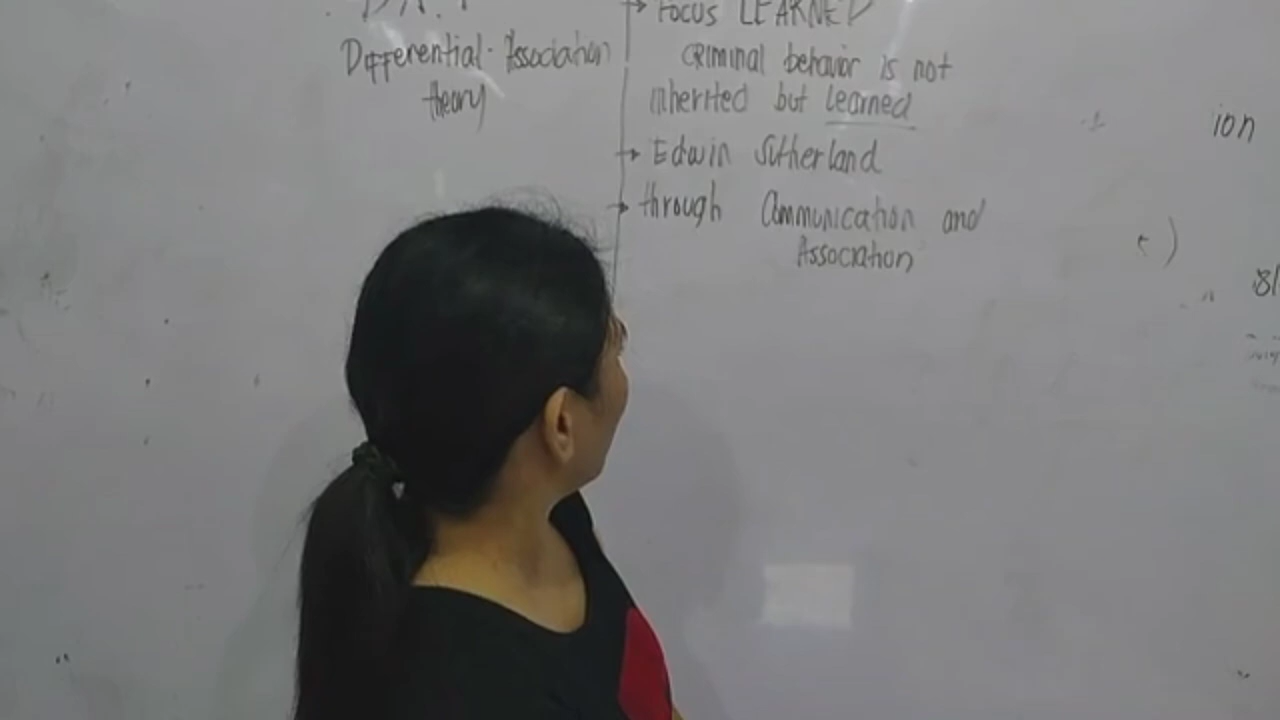 D.A.T
Differential-Association
theory
→ Focus LEARNED
Criminal behavior is not
inherited but learned
→ Edwin Sutherland
→ through Communication and
Association
ion